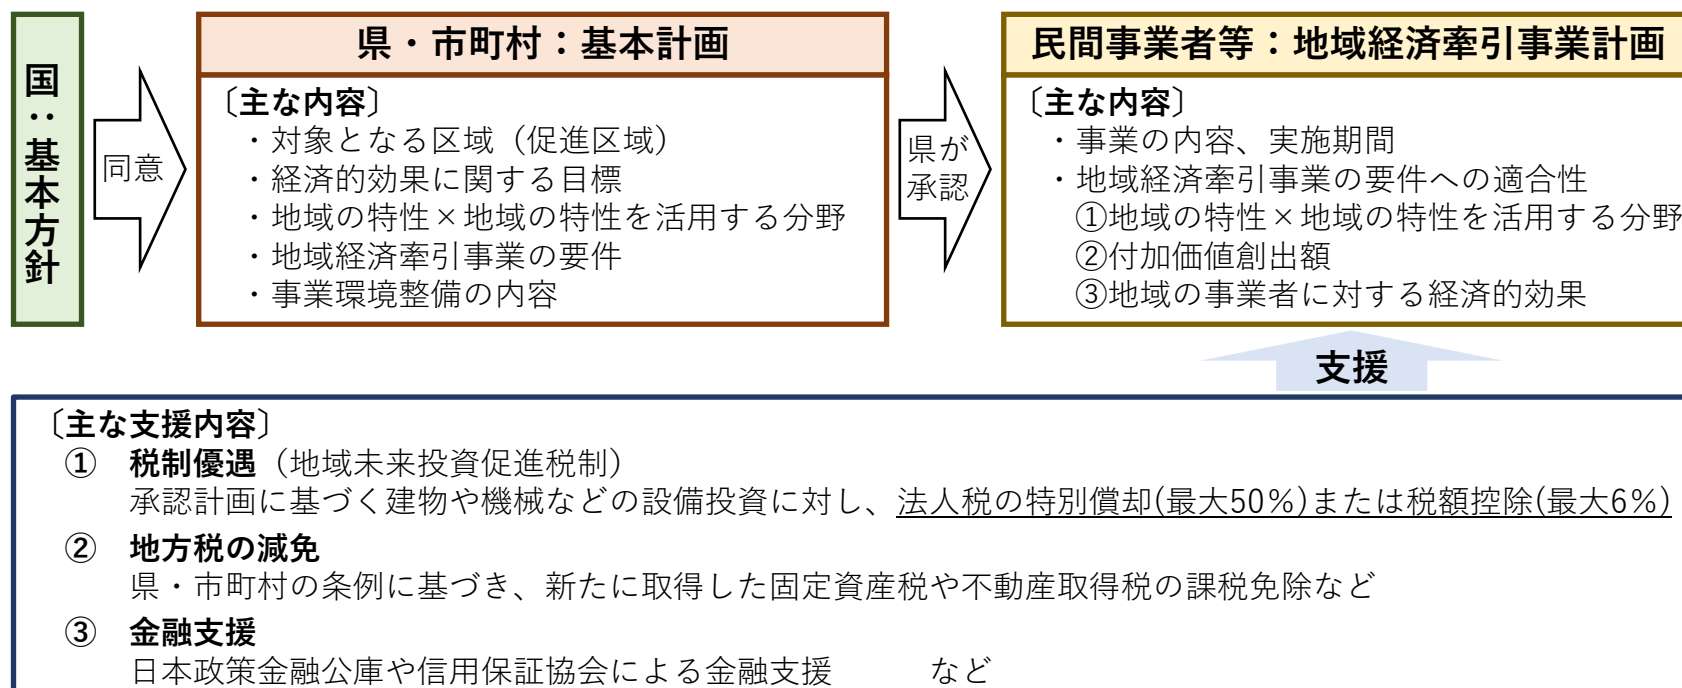 国：基本方針
同意
県・市町村：基本計画
〔主な内容〕
・対象となる区域（促進区域）
・経済的効果に関する目標
・地域の特性×地域の特性を活用する分野
・地域経済牽引事業の要件
・事業環境整備の内容
県が
承認
民間事業者等：地域経済牽引事業計画
〔主な内容〕
・事業の内容、実施期間
・地域経済牽引事業の要件への適合性
①地域の特性×地域の特性を活用する分野
②付加価値創出額
③地域の事業者に対する経済的効果
支援
〔主な支援内容〕
① 税制優遇（地域未来投資促進税制）
承認計画に基づく建物や機械などの設備投資に対し、法人税の特別償却(最大50％)または税額控除(最大6％)
② 地方税の減免
県・市町村の条例に基づき、新たに取得した固定資産税や不動産取得税の課税免除など
③ 金融支援
日本政策金融公庫や信用保証協会による金融支援　　　など